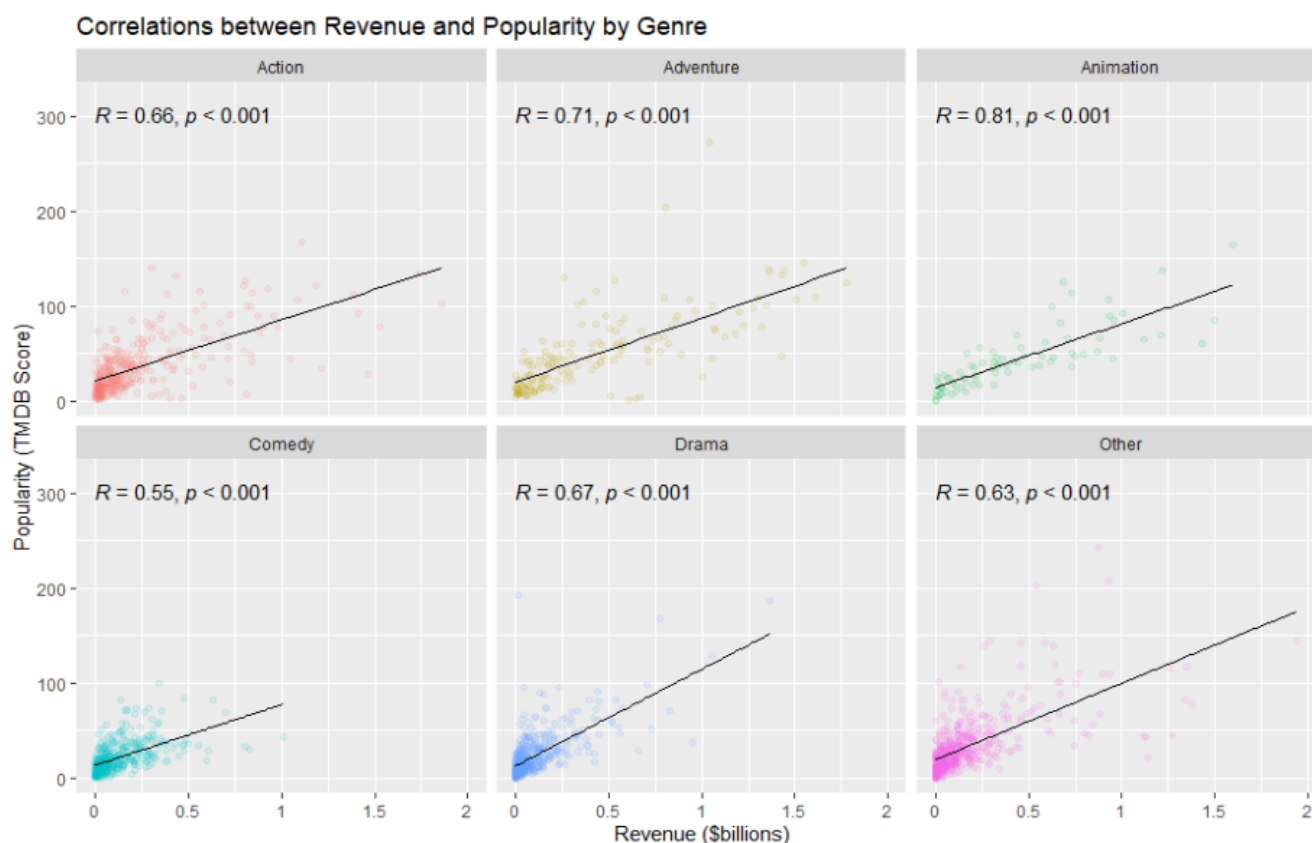 Correlations between Revenue and Popularity by Genre
Action
Adventure
Animation
R = 0.66, p < 0.001
R = 0.71, p < 0.001
R = 0.81, p < 0.001
300
200
100
0
Comedy
Drama
Other
R = 0.55, p < 0.001
R = 0.67, p < 0.001
R = 0.63, p < 0.001
300
200
100
0
0 0.5 1 1.5 2
0 0.5 1 1.5 2
0 0.5 1 1.5 2
Popularity (TMDB Score)
Revenue ($billions)